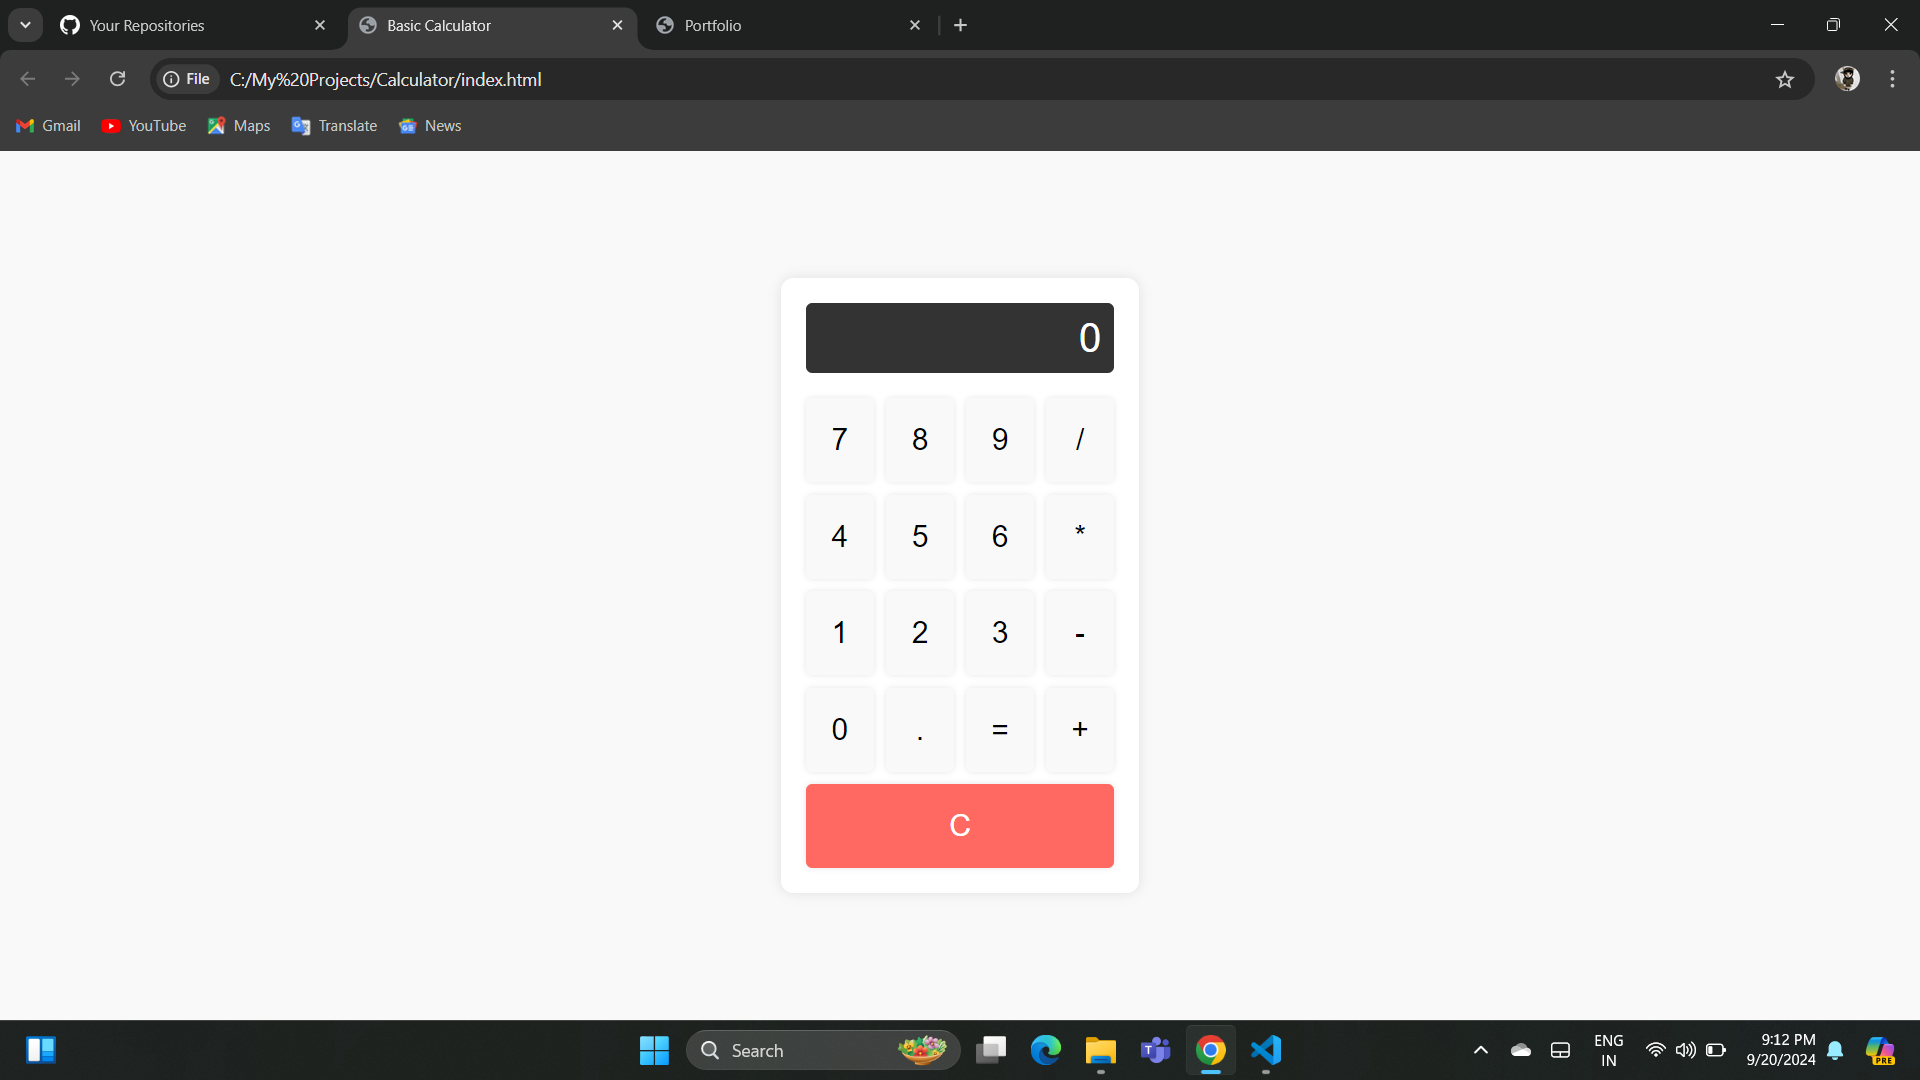 Your Repositories
Basic Calculator
Portfolio
File
C:/My%20Projects/Calculator/index.html
Gmail
YouTube
Maps
Translate
News
0
7 8 9 /
4 5 6 *
1 2 3 -
0 . = +
C
Search
T
ENG
IN
9:12 PM
9/20/2024
PRE